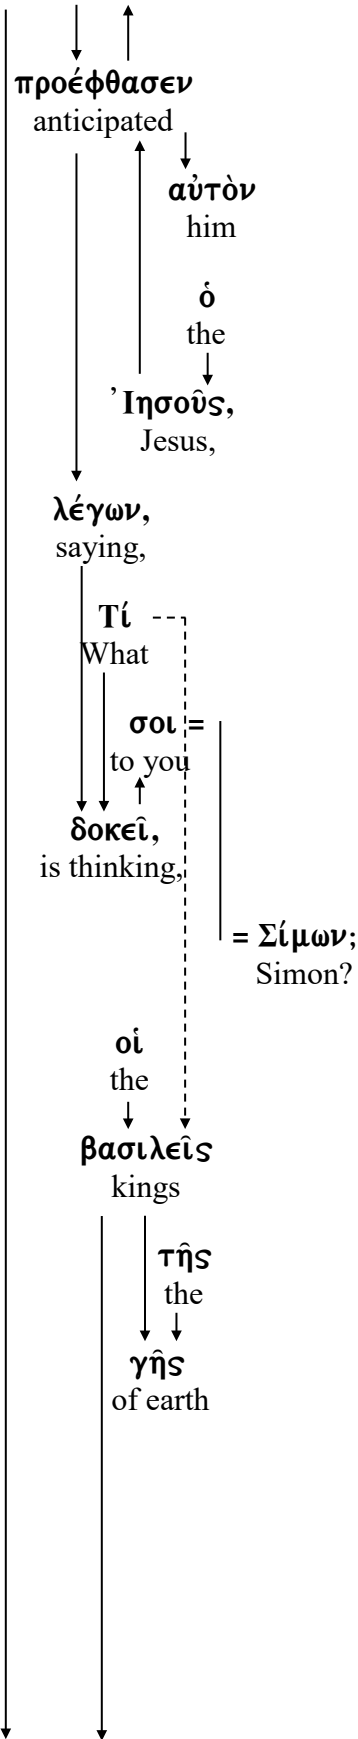 προέφθασεν
anticipated
αὐτὸν
him
ὁ
the
Ἰησοῦς,
Jesus,
λέγων,
saying,
Τί
What
σοι =
to you
δοκεῖ,
is thinking,
= Σίμων;
Simon?
οἱ
the
βασιλεῖς
kings
τῆς
the
γῆς
of earth